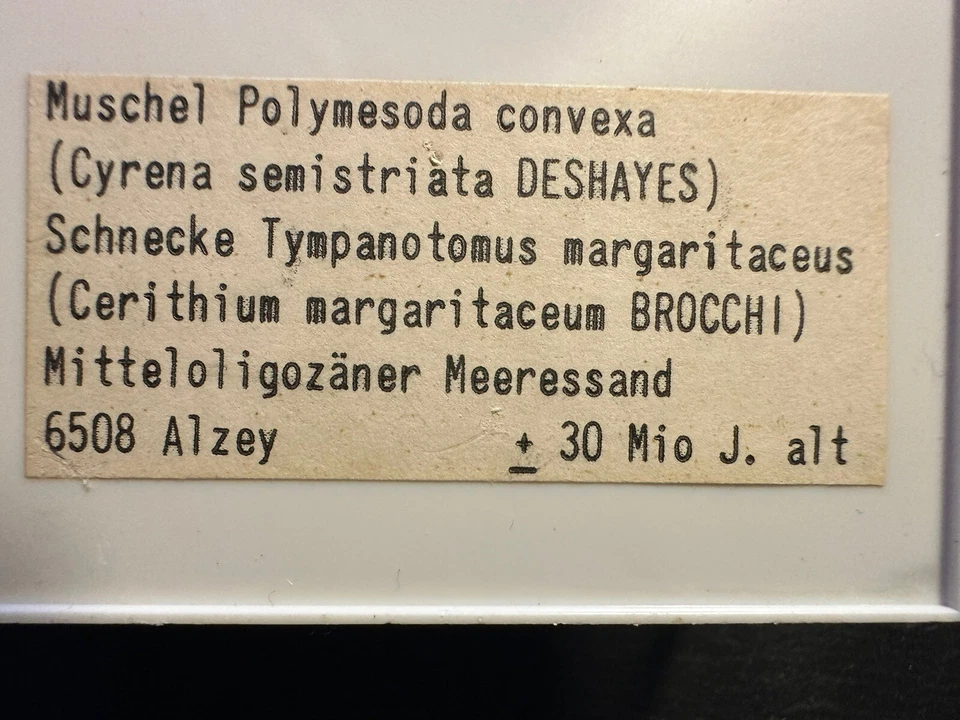 Muschel Polymesoda convexa
(Cyrena semistriata DESHAYES)
Schnecke Tympanotomus margaritaceus
(Cerithium margaritaceum BROCCHI)
Mitteloligozäner Meeressand
6508 Alzey ± 30 Mio J. alt